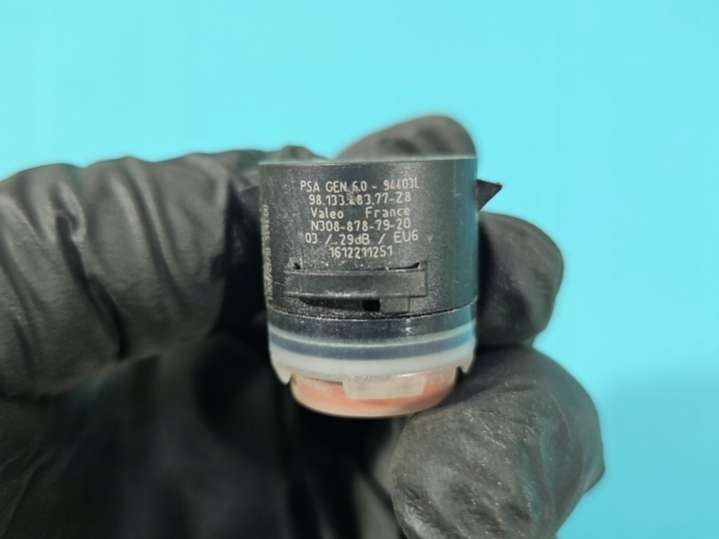 PSA GEN 6.0 - 94403L
98.133.483.77-Z8
Valeo France
N308-878-79-20
03 / .29dB / EU6
1612211251